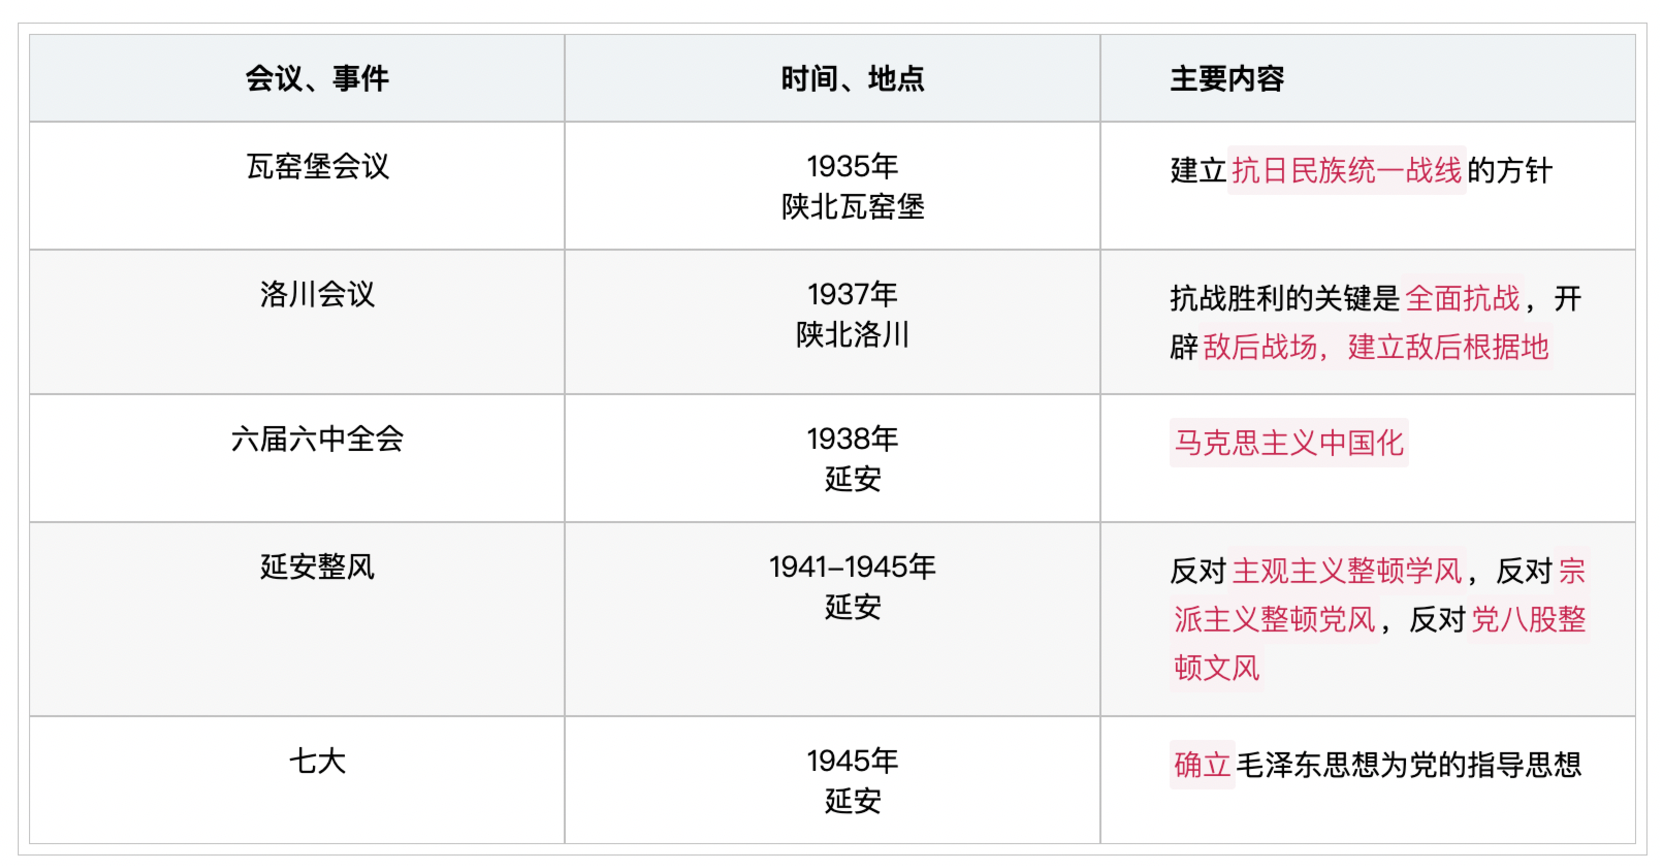 会议、事件 时间、地点 主要内容
瓦窑堡会议 1935年 建立抗日民族统一战线的方针
陕北瓦窑堡
洛川会议 1937年 抗战胜利的关键是全面抗战，开
陕北洛川 辟敌后战场，建立敌后根据地
六届六中全会 1938年 马克思主义中国化
延安
延安整风 1941–1945年 反对主观主义整顿学风，反对宗
延安 派主义整顿党风，反对党八股整
顿文风
七大 1945年 确立毛泽东思想为党的指导思想
延安